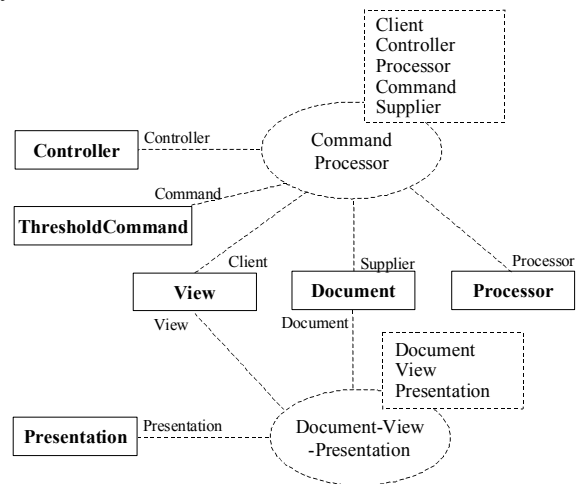 Client
Controller
Processor
Command
Supplier
Controller
Controller
Command
Processor
Command
ThresholdCommand
Client
Supplier
Processor
View
Document
Processor
View
Document
Document
View
Presentation
Presentation
Presentation
Document-View
-Presentation